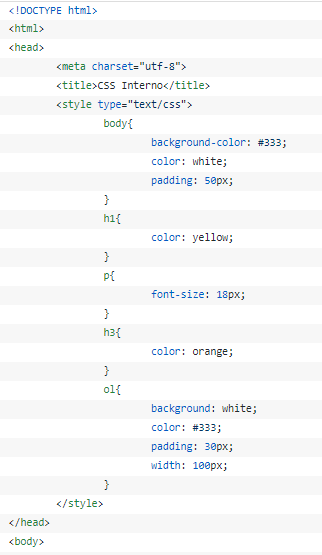 <!DOCTYPE html>
<html>
<head>
	<meta charset="utf-8">
	<title>CSS Interno</title>
	<style type="text/css">
		body{
			background-color: #333;
			color: white;
			padding: 50px;
		}
		h1{
			color: yellow;
		}
		p{
			font-size: 18px;
		}
		h3{
			color: orange;
		}
		ol{
			background: white;
			color: #333;
			padding: 30px;
			width: 100px;
		}
	</style>
</head>
<body>